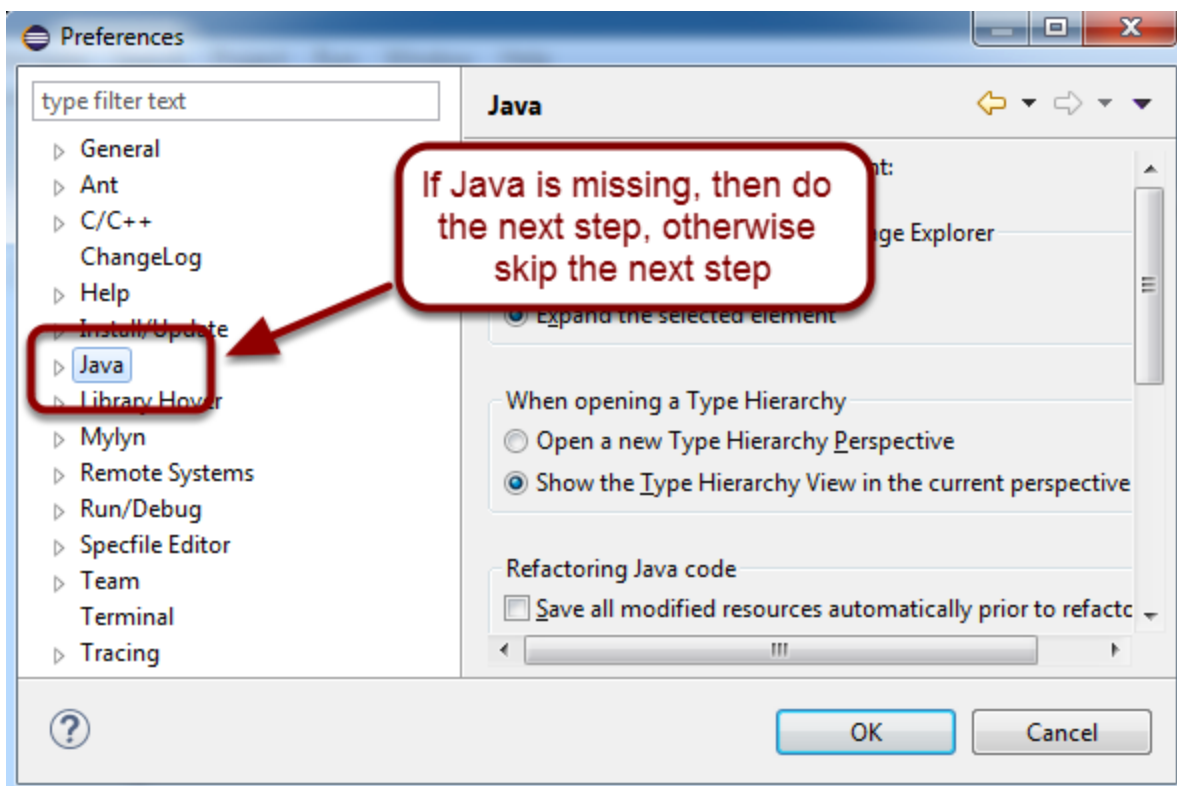 Preferences
type filter text
General
Ant
C/C++
ChangeLog
Help
Install/Update
Java
Library Hover
Mylyn
Remote Systems
Run/Debug
Specfile Editor
Team
Terminal
Tracing
Java
If Java is missing, then do
the next step, otherwise
skip the next step
Explorer
Expand the selected element
When opening a Type Hierarchy
Open a new Type Hierarchy Perspective
Show the Type Hierarchy View in the current perspective
Refactoring Java code
Save all modified resources automatically prior to
OK
Cancel